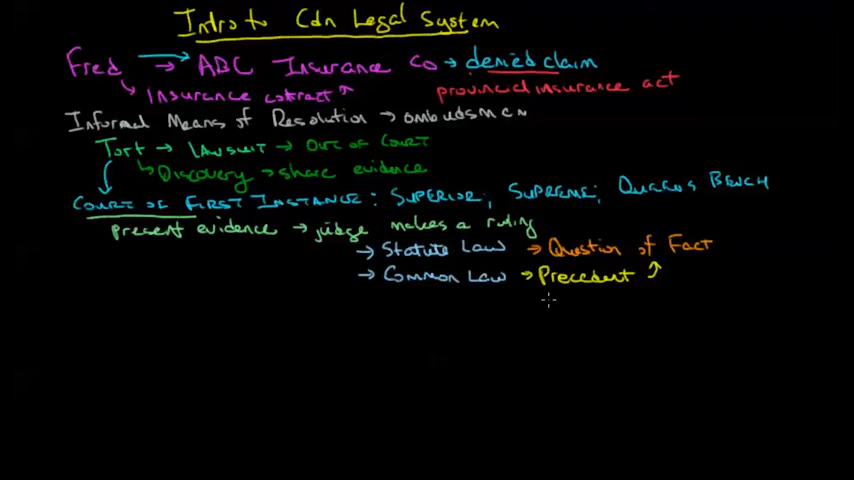 Intro to Cdn Legal System
Fred → ABC Insurance Co → denied claim
↳ Insurance contract ↑ provincial insurance act
Informal Means of Resolution → ombudsmen
Tort → Lawsuit → Out of Court
↳ Discovery → share evidence
Court of First Instance: Superior; Supreme; Queens Bench
present evidence → judge makes a ruling
→ Statute Law → Question of Fact
→ Common Law → Precedent ↑